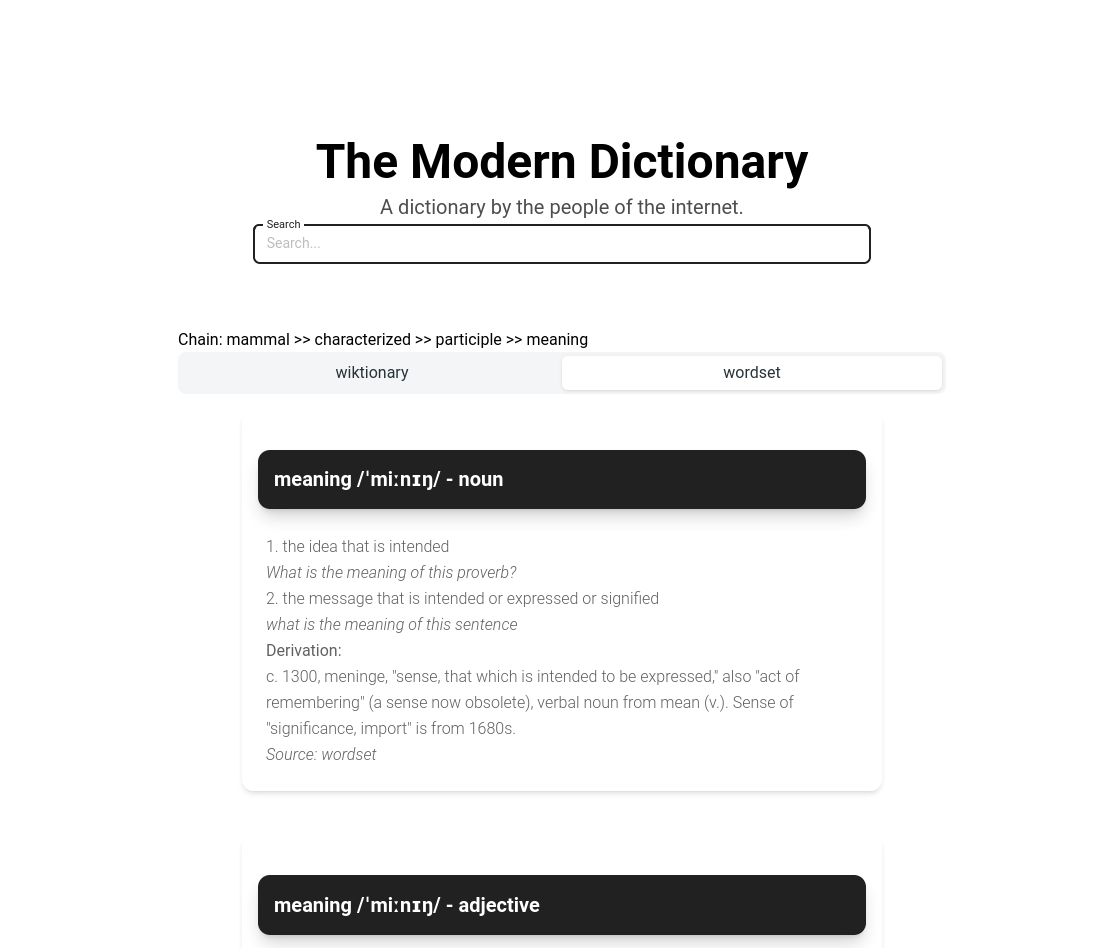 The Modern Dictionary
A dictionary by the people of the internet.
Search
Search...
Chain: mammal >> characterized >> participle >> meaning
wiktionary
wordset
meaning /ˈmiːnɪŋ/ - noun
1. the idea that is intended
What is the meaning of this proverb?
2. the message that is intended or expressed or signified
what is the meaning of this sentence
Derivation:
c. 1300, meninge, "sense, that which is intended to be expressed," also "act of
remembering" (a sense now obsolete), verbal noun from mean (v.). Sense of
"significance, import" is from 1680s.
Source: wordset
meaning /ˈmiːnɪŋ/ - adjective